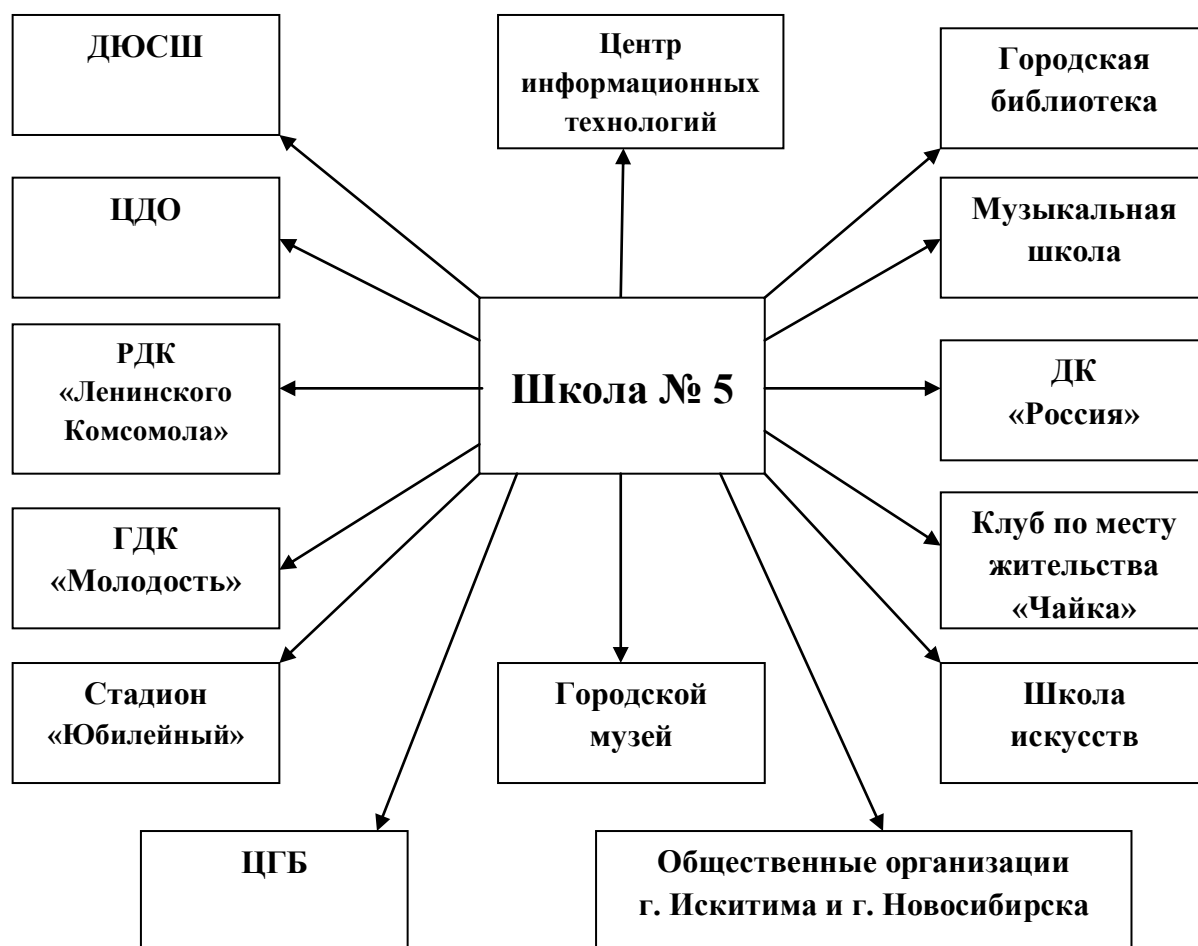 ДЮСШ
Центр
информационных
технологий
Городская
библиотека
ЦДО
Музыкальная
школа
РДК
«Ленинского
Комсомола»
Школа № 5
ДК
«Россия»
ГДК
«Молодость»
Клуб по месту
жительства
«Чайка»
Стадион
«Юбилейный»
Городской
музей
Школа
искусств
ЦГБ
Общественные организации
г. Искитима и г. Новосибирска